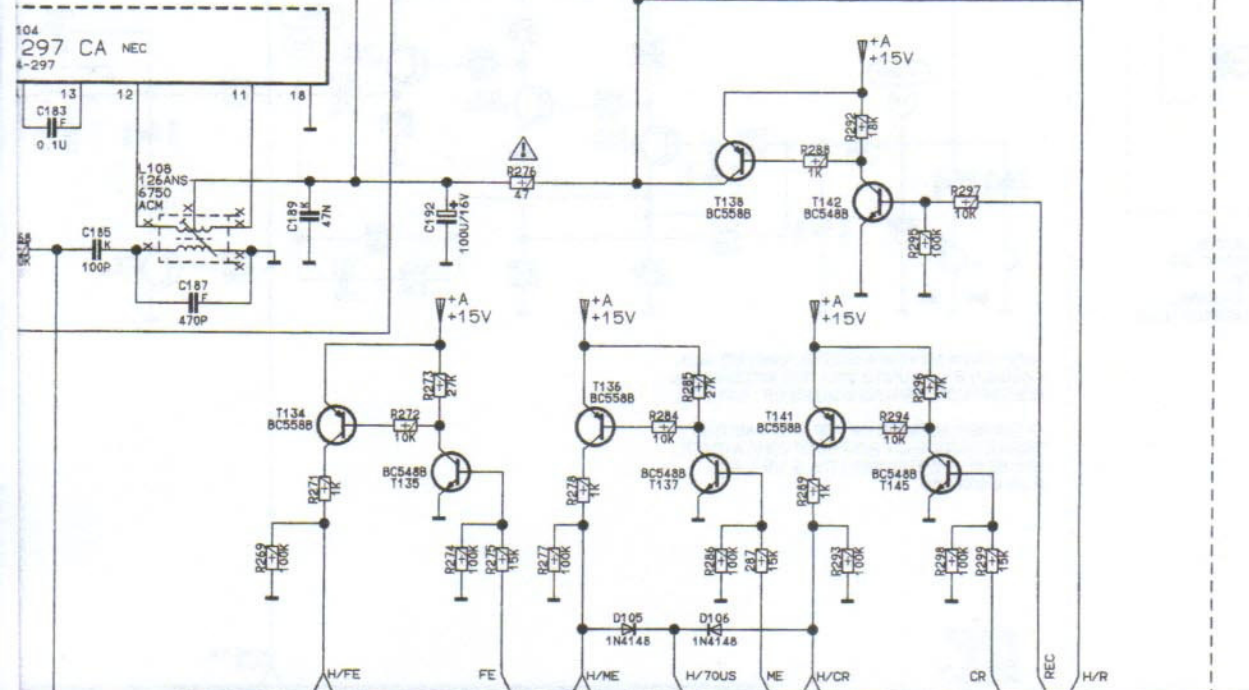 104
297 CA NEC
4-297
13 12 11 18
C183
F
0.1U
L108
126ANS
6750
ACM
X X X
X X
C185
K
100P
C187
F
470P
C189
K
47N
C192
100U/16V
+
R276
47
+A
+15V
R292
18K
R288
1K
T138
BC558B
T142
BC548B
R297
10K
R295
100K
+A
+15V
+A
+15V
+A
+15V
R273
27K
T134
BC558B
R272
10K
BC548B
T135
R271
1K
R269
100K
R274
100K
R275
15K
T136
BC558B
R285
27K
R284
10K
BC548B
T137
R278
1K
R277
100K
R286
100K
287
15K
T141
BC558B
R296
27K
R294
10K
BC548B
T145
R289
1K
R293
100K
R298
100K
R299
15K
D105
1N4148
D106
1N4148
H/FE FE H/ME H/70US ME H/CR CR REC H/R